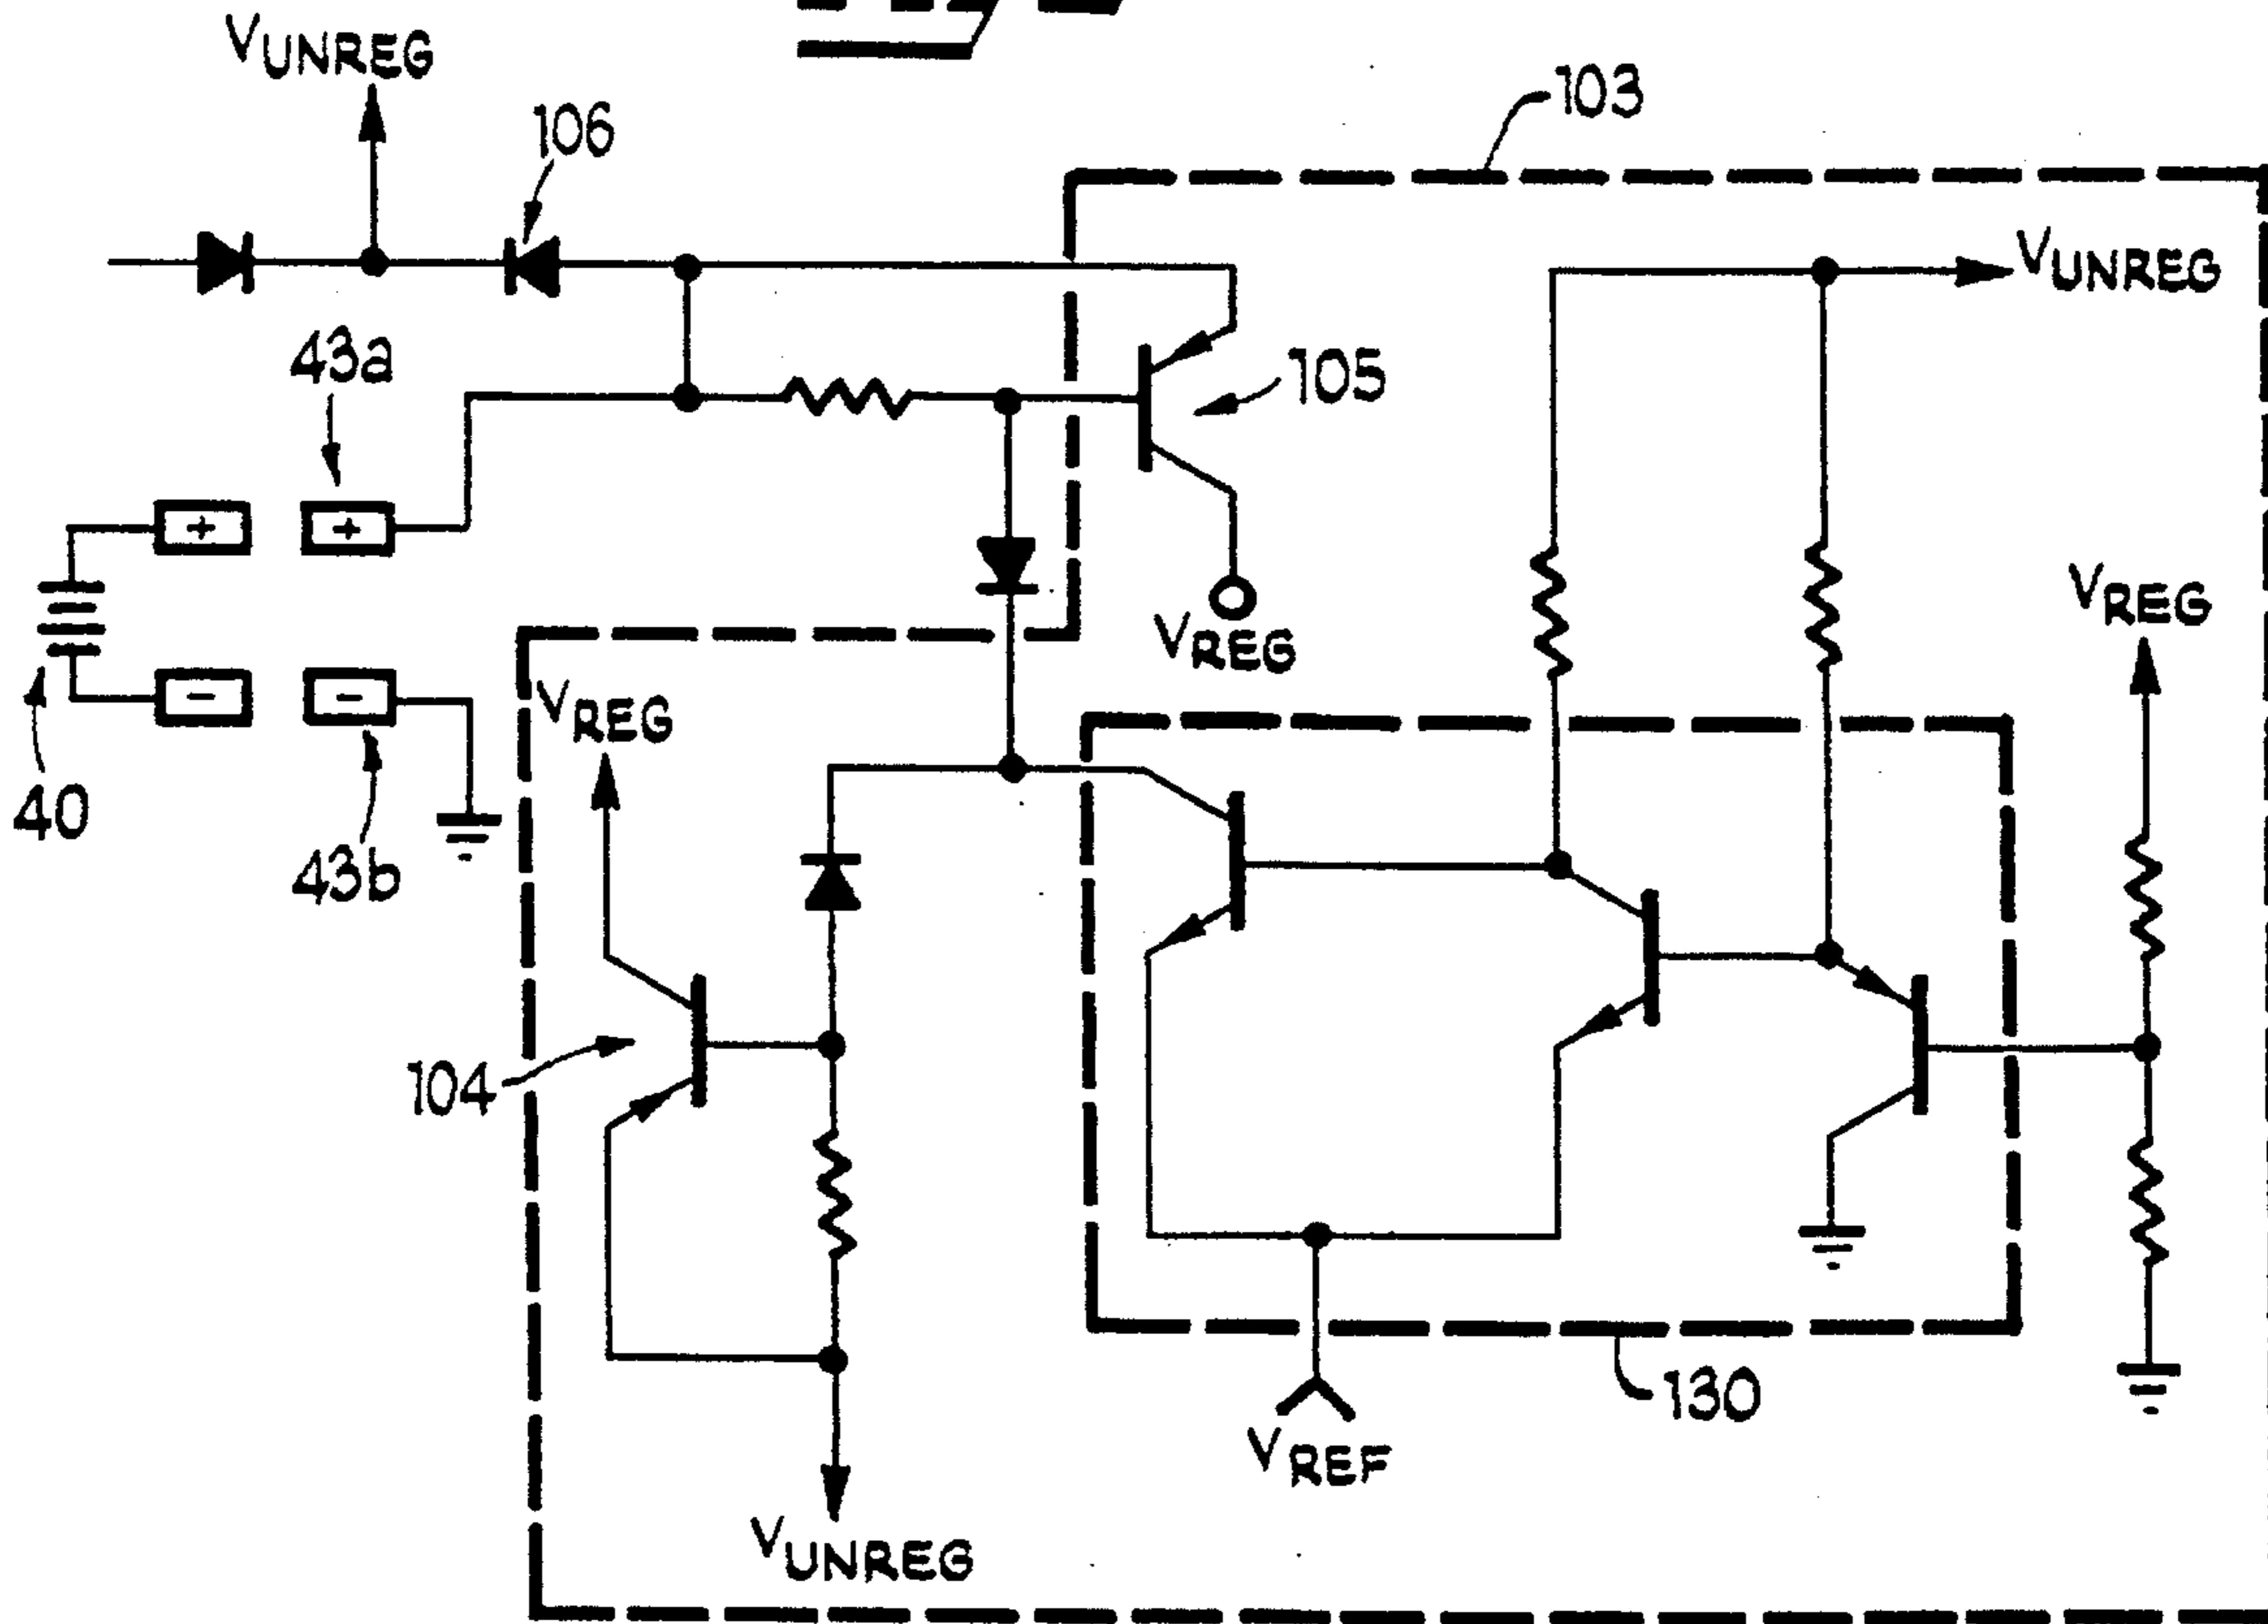 VUNREG
106
103
VUNREG
43a
105
+
+
VREG
VREG
-
-
VREG
40
43b
104
130
VREF
VUNREG